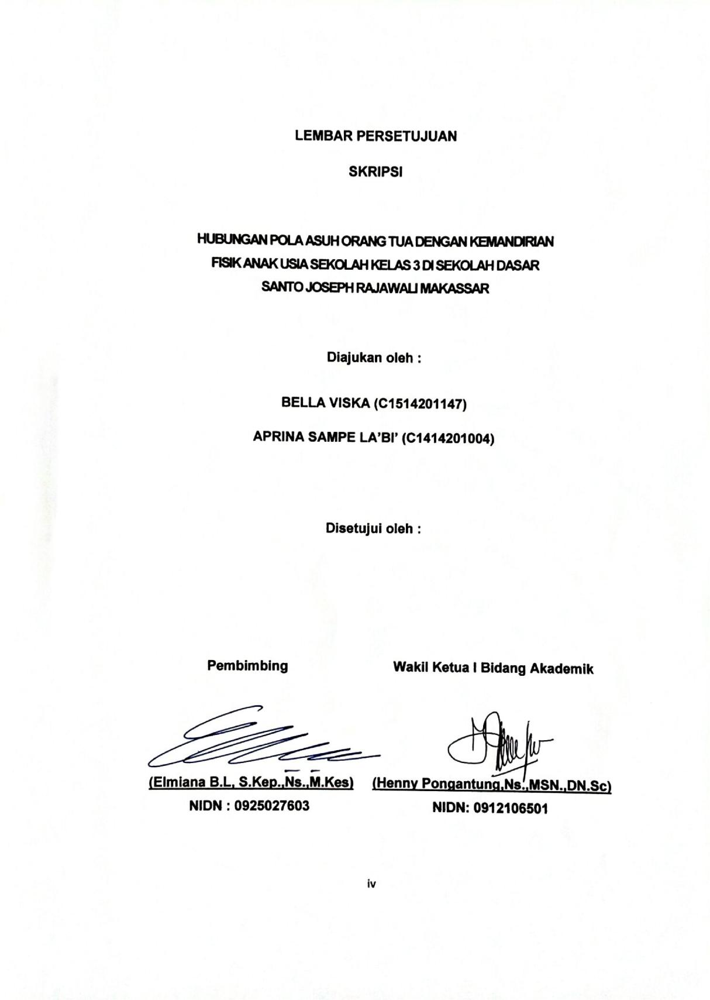 LEMBAR PERSETUJUAN
SKRIPSI
HUBUNGAN POLA ASUH ORANG TUA DENGAN KEMANDIRIAN
FISIK ANAK USIA SEKOLAH KELAS 3 DI SEKOLAH DASAR
SANTO JOSEPH RAJAWALI MAKASSAR
Diajukan oleh :
BELLA VISKA (C1514201147)
APRINA SAMPE LA’BI’ (C1414201004)
Disetujui oleh :
Pembimbing
Wakil Ketua I Bidang Akademik
(Elmiana B.L, S.Kep.,Ns.,M.Kes)
(Henny Pongantung,Ns.,MSN.,DN.Sc)
NIDN : 0925027603
NIDN: 0912106501
iv